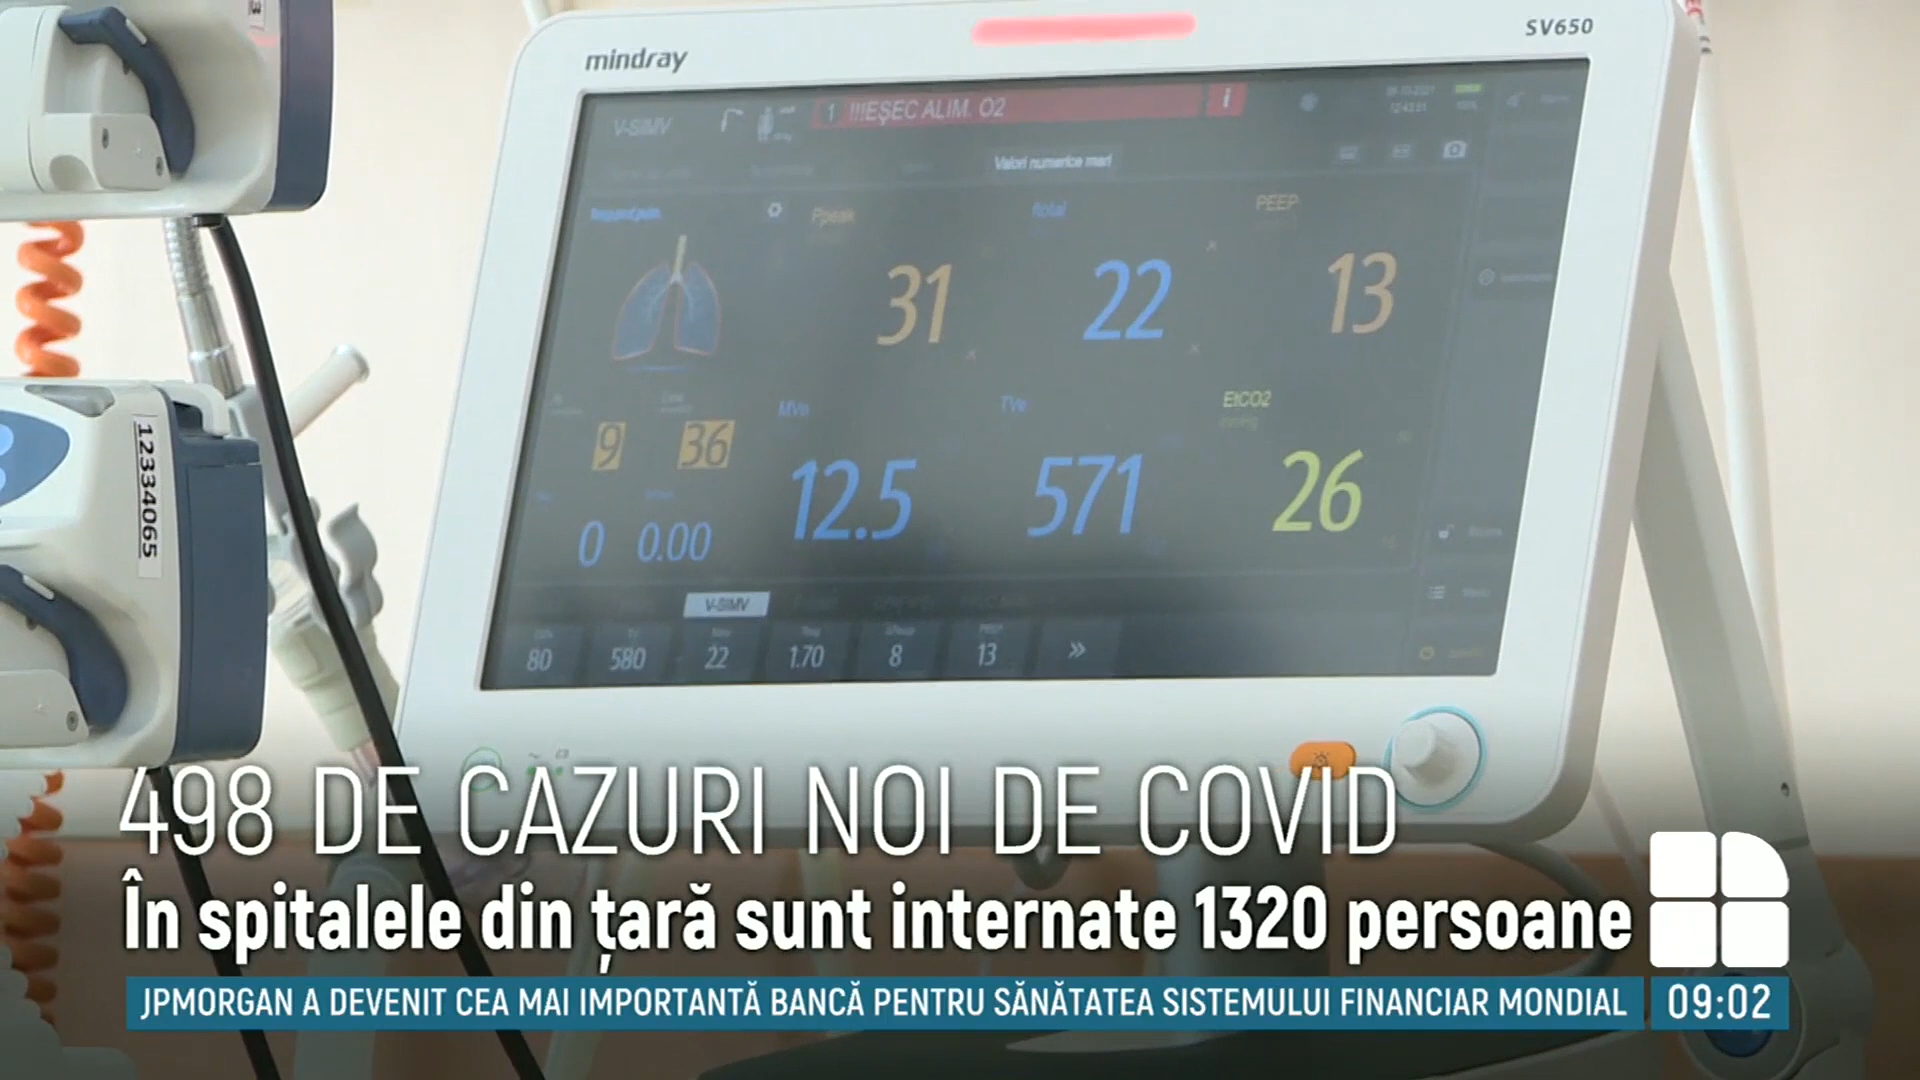 mindray
SV650
V-SIMV
1 !!!EŞEC ALIM. O2
i
Valori numerice mari
Ppeak
ftotal
PEEP
31
22
13
9
36
MVe
TVe
EtCO2
12.5
571
26
0
0.00
V-SIMV
80
580
22
1.70
8
13
»
12334065
498 DE CAZURI NOI DE COVID
În spitalele din țară sunt internate 1320 persoane
JPMORGAN A DEVENIT CEA MAI IMPORTANTĂ BANCĂ PENTRU SĂNĂTATEA SISTEMULUI FINANCIAR MONDIAL
09:02